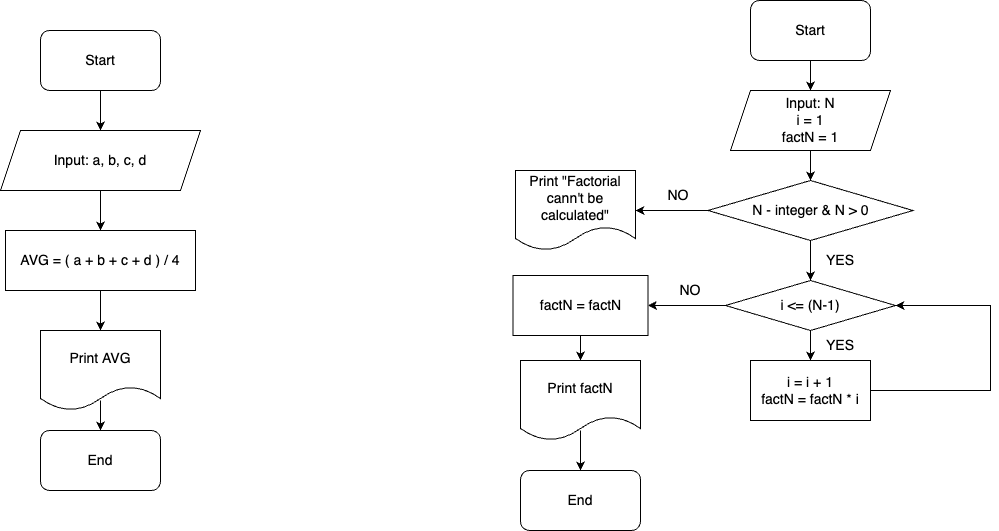 Start
Input: a, b, c, d
AVG = ( a + b + c + d ) / 4
Print AVG
End
Start
Input: N
i = 1
factN = 1
N - integer & N > 0
NO
Print "Factorial
cann't be
calculated"
YES
i <= (N-1)
NO
factN = factN
Print factN
End
YES
i = i + 1
factN = factN * i